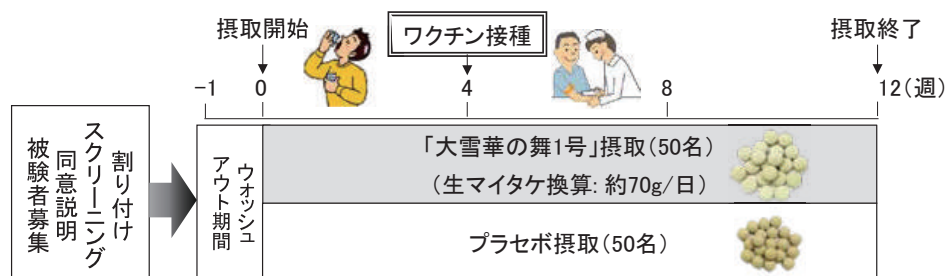 摂取開始
ワクチン接種
摂取終了
-1 0 4 8 12(週)
被験者募集
同意説明
スクリーニング
割り付け
ウォッシュ
アウト期間
「大雪華の舞1号」摂取(50名)
(生マイタケ換算: 約70g/日)
プラセボ摂取(50名)